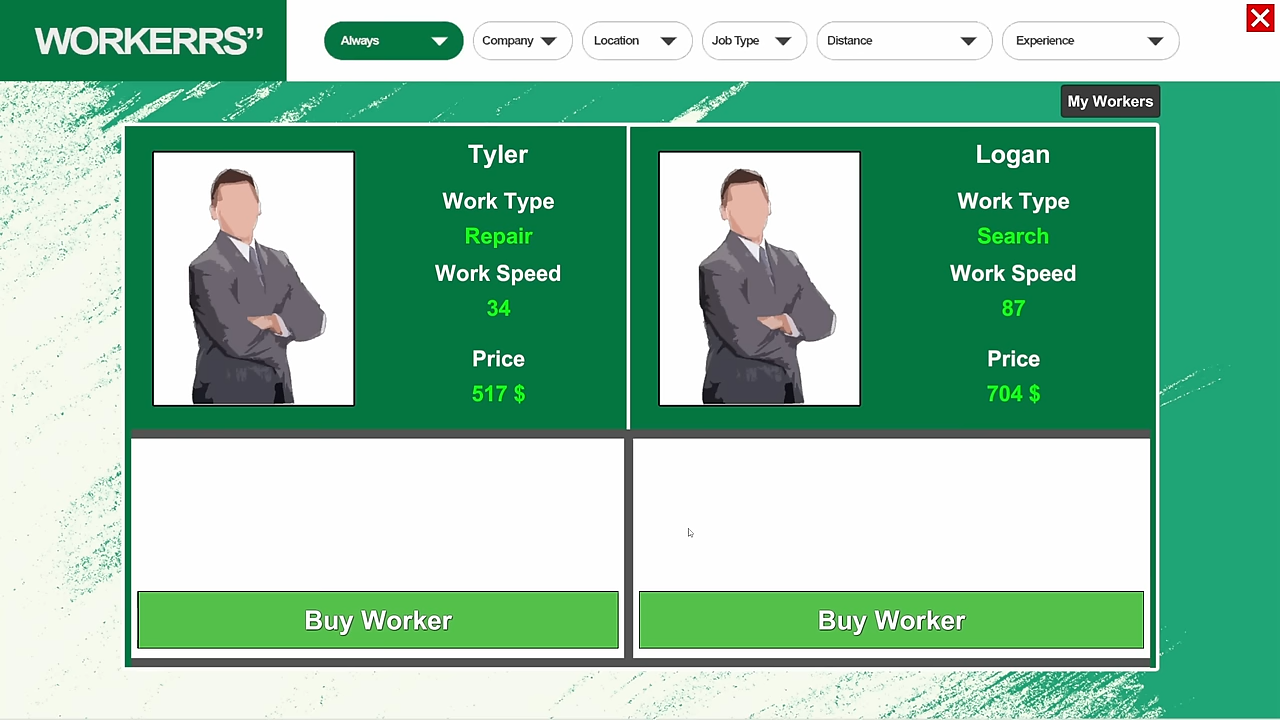 WORKERRS”
Always
Company
Location
Job Type
Distance
Experience
My Workers
Tyler
Work Type
Repair
Work Speed
34
Price
517 $
Logan
Work Type
Search
Work Speed
87
Price
704 $
Buy Worker
Buy Worker